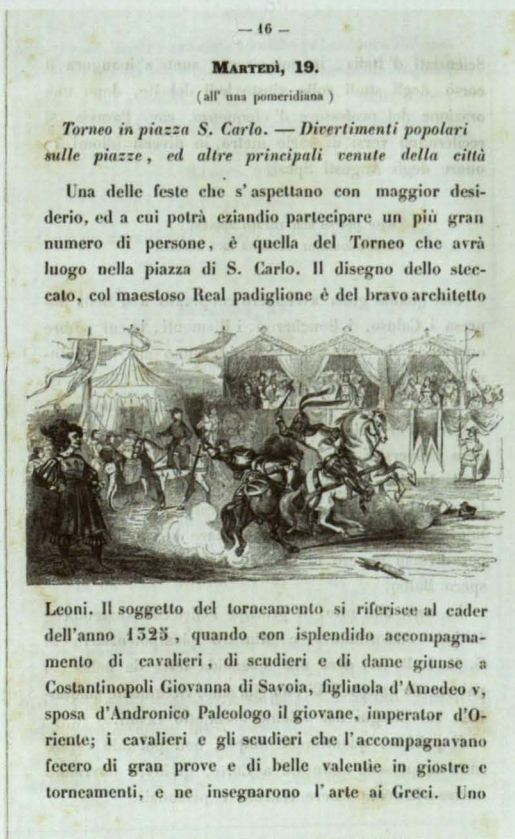 — 16 —
MARTEDÌ, 19.
(all' una pomeridiana)
Torneo in piazza S. Carlo. — Divertimenti popolari
sulle piazze, ed altre principali venute della città
Una delle feste che s'aspettano con maggior desi-
derio, ed a cui potrà eziandio partecipare un più gran
numero di persone, è quella del Torneo che avrà
luogo nella piazza di S. Carlo. Il disegno dello stec-
cato, col maestoso Real padiglione è del bravo architetto
Leoni. Il soggetto del torneamento si riferisce al cader
dell'anno 1325, quando con isplendido accompagna-
mento di cavalieri, di scudieri e di dame giunse a
Costantinopoli Giovanna di Savoia, figliuola d'Amedeo V,
sposa d'Andronico Paleologo il giovane, imperator d'O-
riente; i cavalieri e gli scudieri che l'accompagnavano
fecero di gran prove e di belle valentìe in giostre e
torneamenti, e ne insegnarono l'arte ai Greci. Uno